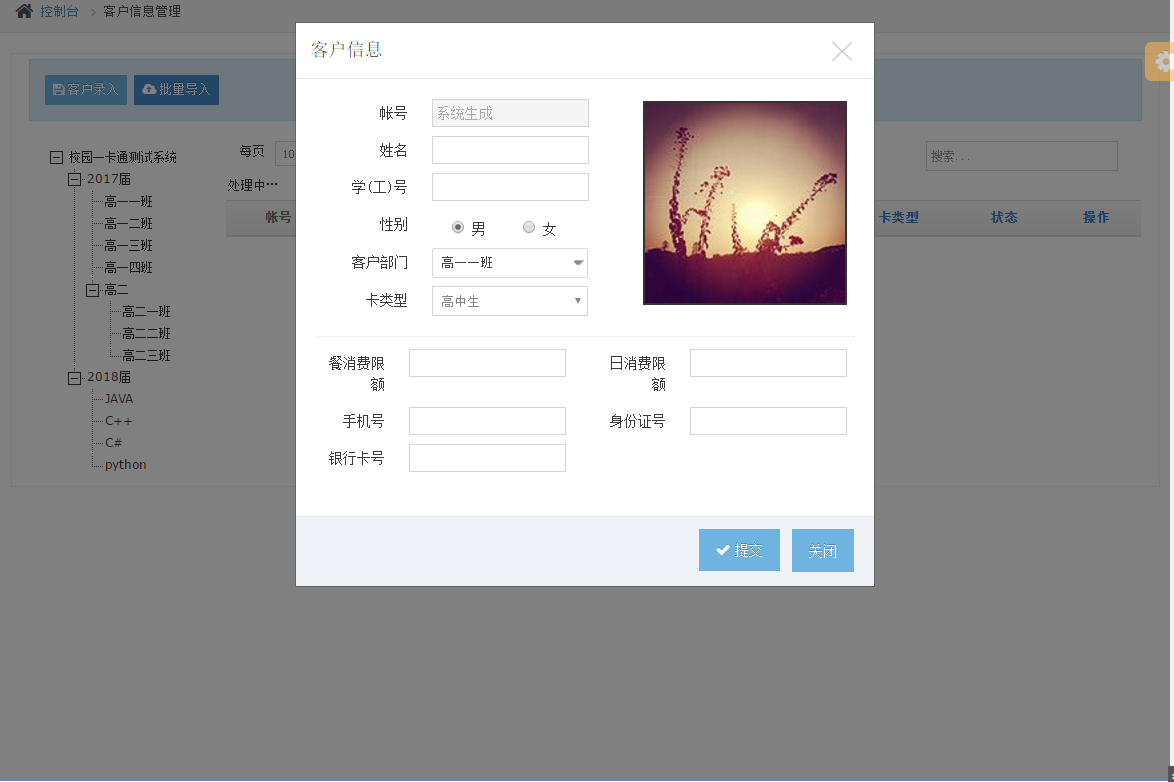 控制台 客户信息管理
客户信息
客户录入 批量导入
校园一卡通测试系统
2017届
高一一班
高一二班
高一三班
高一四班
高二
高二一班
高二二班
高二三班
2018届
JAVA
C++
C#
python
每页 10
搜索...
处理中…
帐号 卡类型 状态 操作
帐号 系统生成
姓名
学(工)号
性别 男 女
客户部门 高一一班
卡类型 高中生
餐消费限
额
日消费限
额
手机号 身份证号
银行卡号
提交 关闭